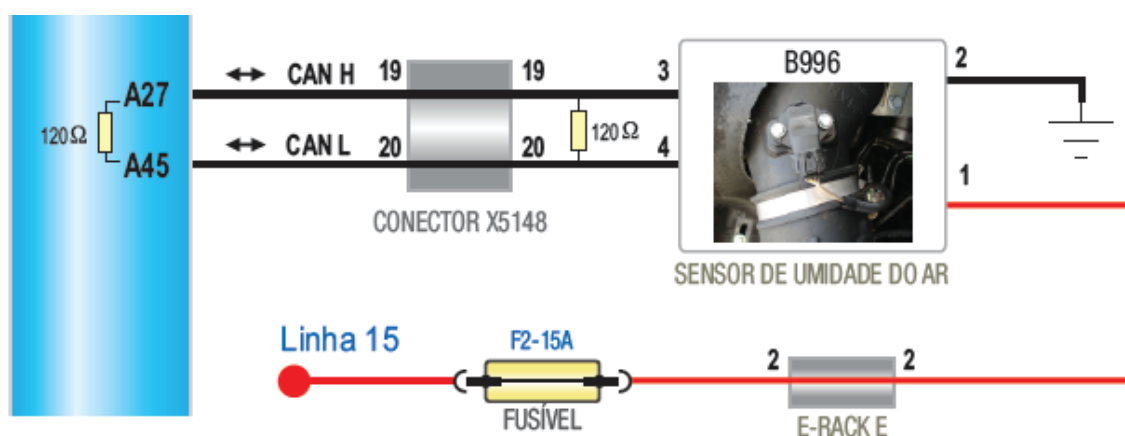 B996
2
CAN H
19
19
3
A27
120Ω
120Ω
A45
CAN L
20
20
4
1
CONECTOR X5148
SENSOR DE UMIDADE DO AR
Linha 15
F2-15A
2
2
FUSÍVEL
E-RACK E